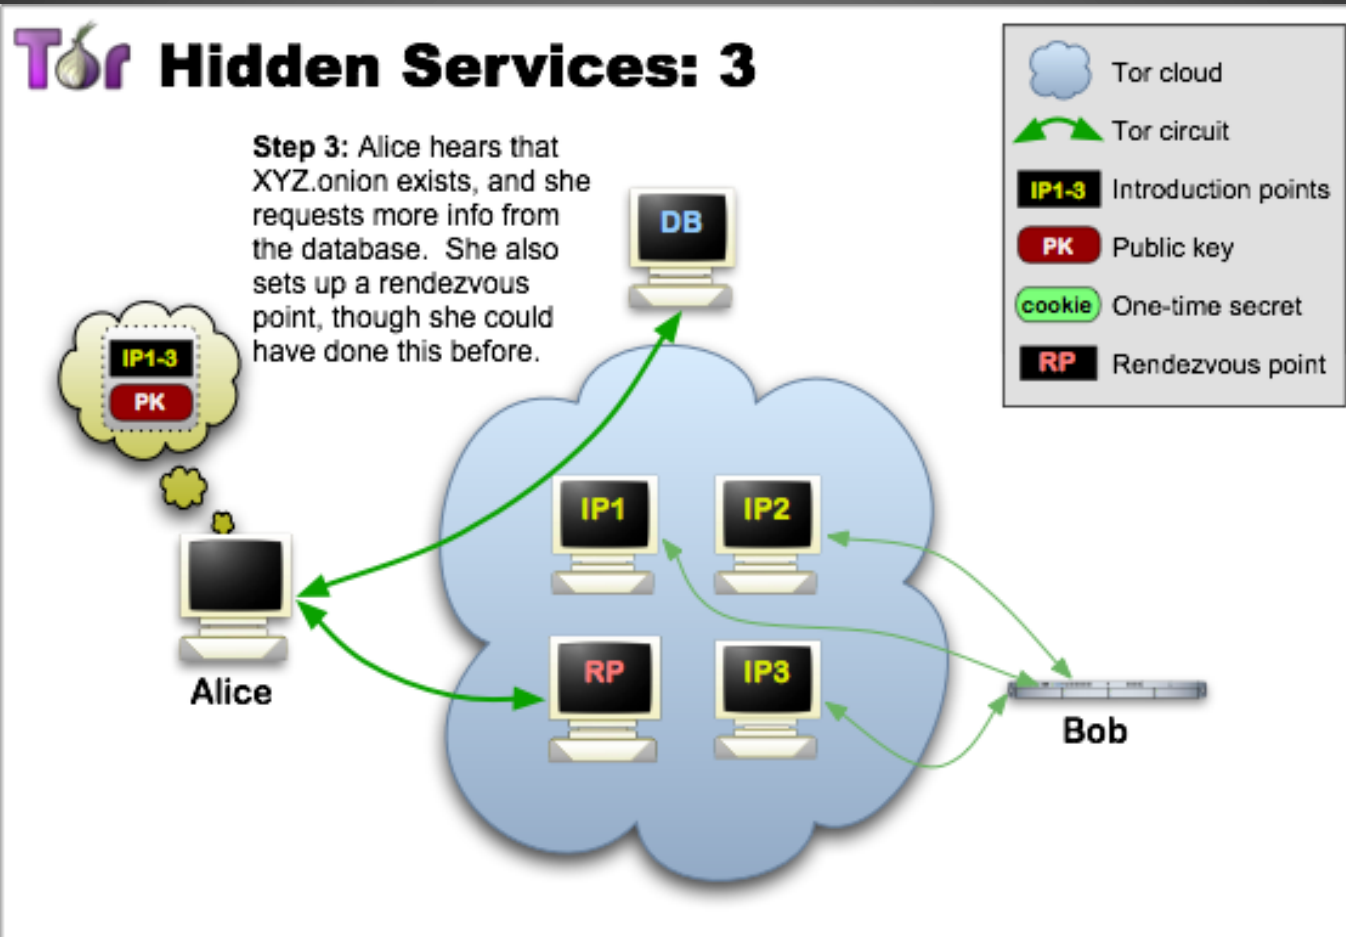 Tor Hidden Services: 3
Step 3: Alice hears that
XYZ.onion exists, and she
requests more info from
the database.  She also
sets up a rendezvous
point, though she could
have done this before.
Tor cloud
Tor circuit
IP1-3 Introduction points
PK Public key
cookie One-time secret
RP Rendezvous point
DB
IP1-3
PK
IP1
IP2
RP
IP3
Alice
Bob